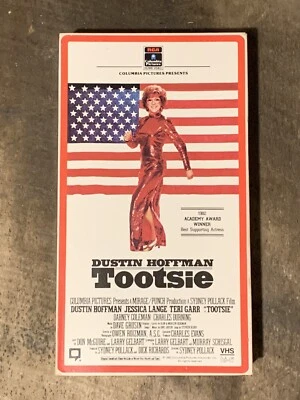 RCA
Columbia
Pictures
COLUMBIA PICTURES PRESENTS
1982
ACADEMY AWARD
WINNER
Best Supporting Actress
DUSTIN HOFFMAN
Tootsie
COLUMBIA PICTURES Presents A MIRAGE/PUNCH Production A SYDNEY POLLACK Film
DUSTIN HOFFMAN JESSICA LANGE TERI GARR "TOOTSIE"
DABNEY COLEMAN CHARLES DURNING
DAVE GRUSIN
OWEN ROIZMAN A.S.C. CHARLES EVANS
DON McGUIRE LARRY GELBART LARRY GELBART MURRAY SCHISGAL
SYDNEY POLLACK DICK RICHARDS SYDNEY POLLACK
VHS